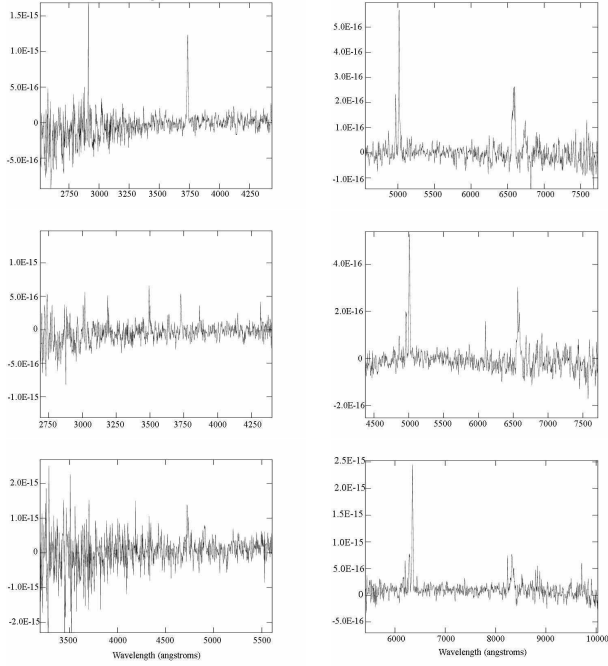 1.5E-15
1.0E-15
5.0E-16
0
-5.0E-16
2750 3000 3250 3500 3750 4000 4250
5.0E-16
4.0E-16
3.0E-16
2.0E-16
1.0E-16
0
-1.0E-16
5000 5500 6000 6500 7000 7500
1.0E-15
5.0E-16
0
-5.0E-16
-1.0E-15
2750 3000 3250 3500 3750 4000 4250
4.0E-16
2.0E-16
0
-2.0E-16
4500 5000 5500 6000 6500 7000 7500
2.0E-15
1.0E-15
0
-1.0E-15
-2.0E-15
3500 4000 4500 5000 5500
Wavelength (angstroms)
2.5E-15
2.0E-15
1.5E-15
1.0E-15
5.0E-16
0
-5.0E-16
6000 7000 8000 9000 10000
Wavelength (angstroms)